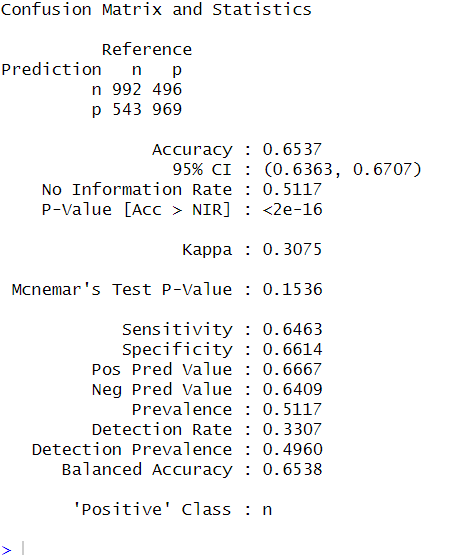 Confusion Matrix and Statistics
Reference
Prediction n p
n 992 496
p 543 969
Accuracy : 0.6537
95% CI : (0.6363, 0.6707)
No Information Rate : 0.5117
P-Value [Acc > NIR] : <2e-16
Kappa : 0.3075
Mcnemar's Test P-Value : 0.1536
Sensitivity : 0.6463
Specificity : 0.6614
Pos Pred Value : 0.6667
Neg Pred Value : 0.6409
Prevalence : 0.5117
Detection Rate : 0.3307
Detection Prevalence : 0.4960
Balanced Accuracy : 0.6538
'Positive' Class : n
>